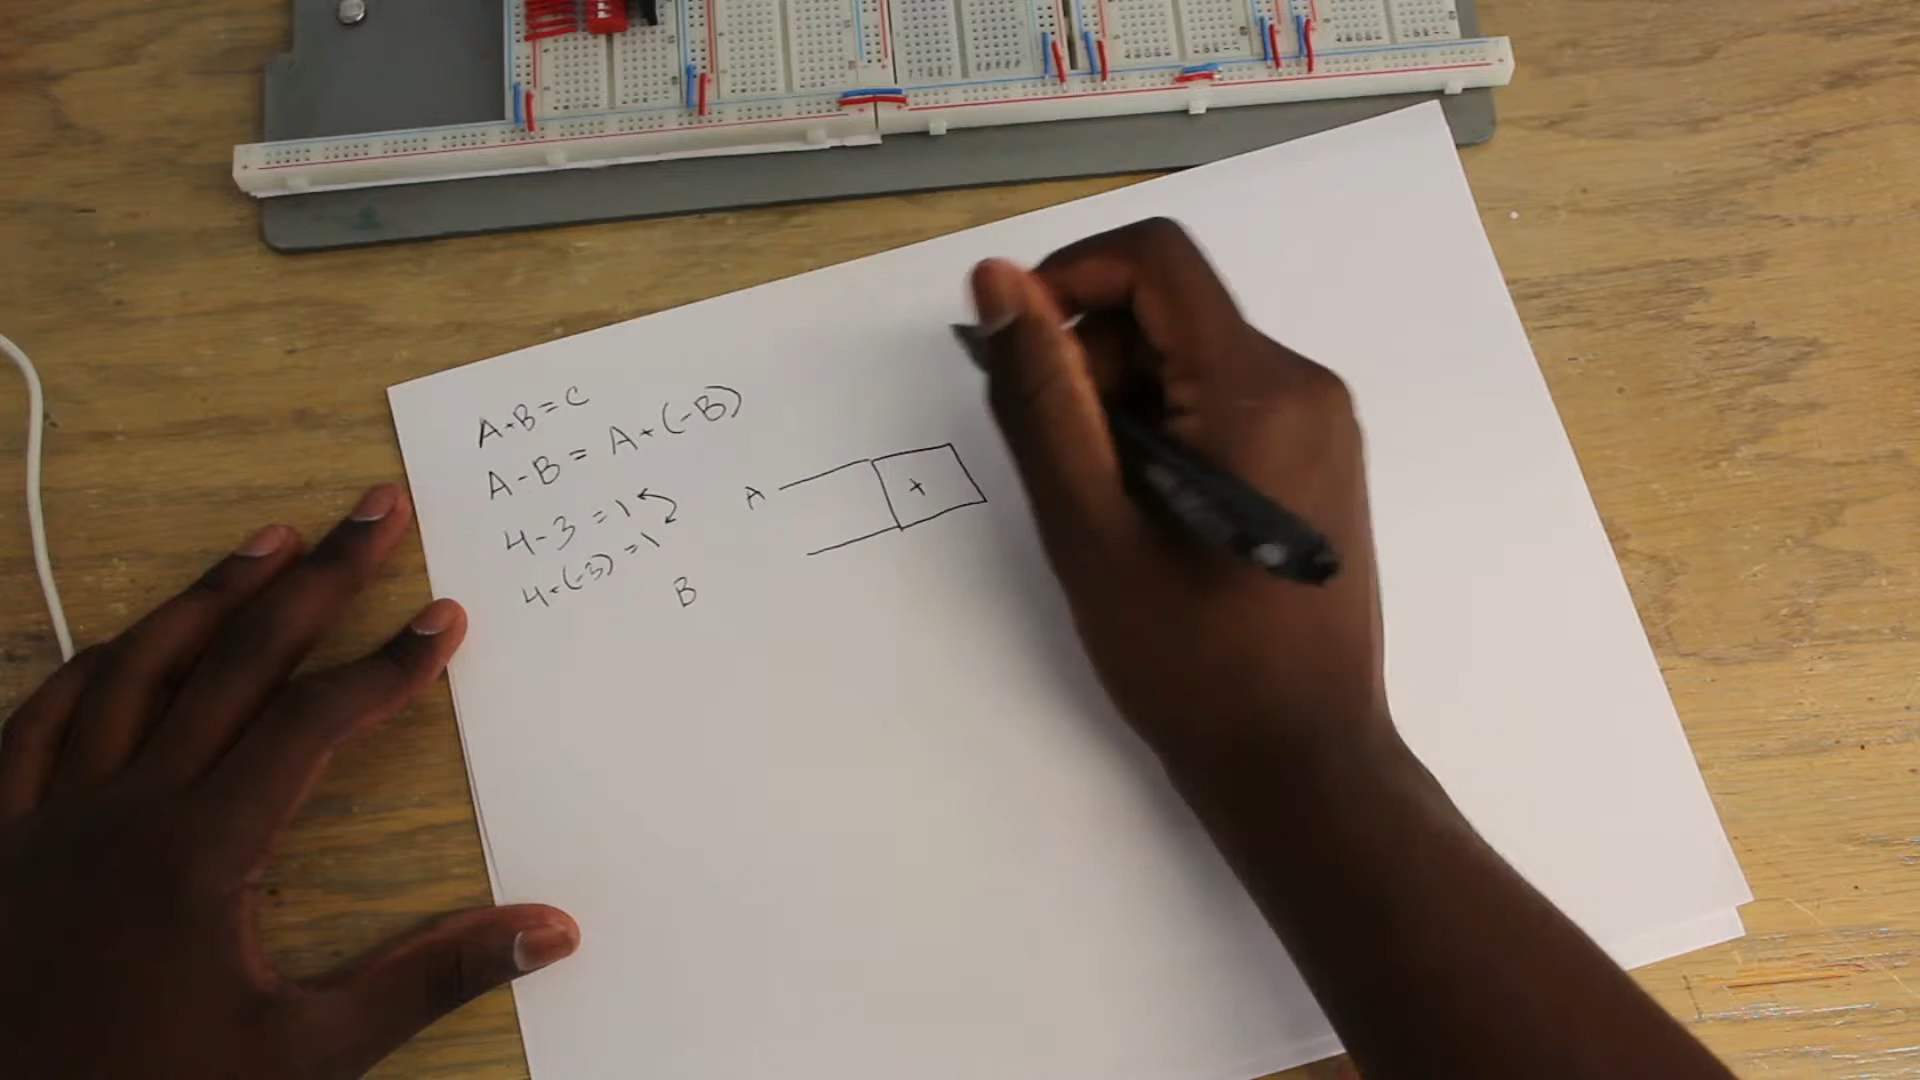 A+B=C
A-B = A+(-B)
4-3 =1
4+(-3) =1
A
+
B